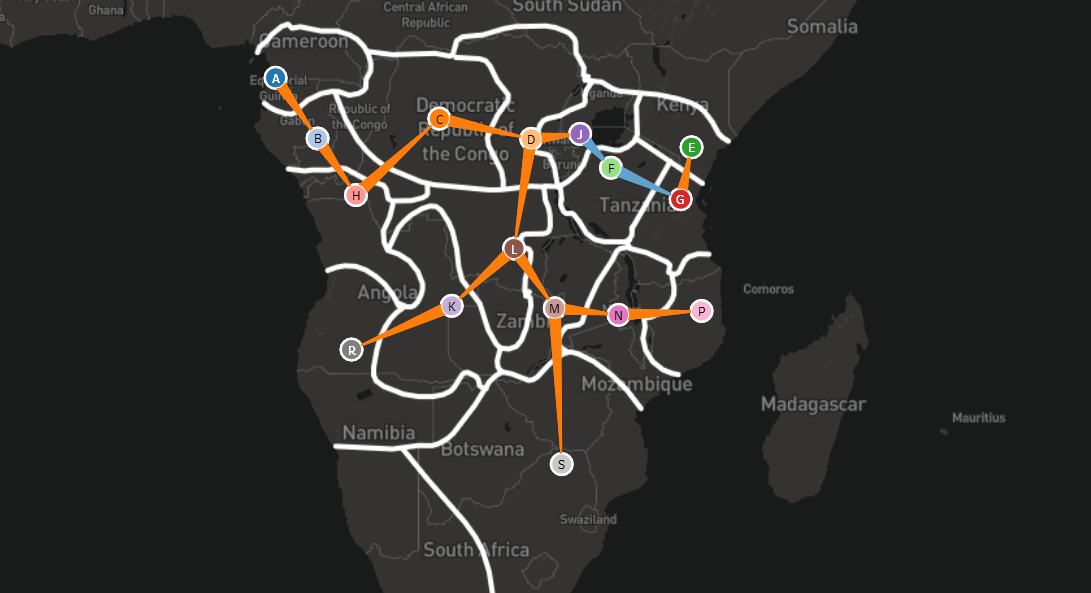 Ghana
Central African
Republic
South Sudan
Somalia
Cameroon
A
Equatorial
Guinea
Republic of
the Congo
Gabon
Democratic
Republic of
the Congo
Uganda
Kenya
B
C
D
J
E
F
Burundi
H
G
Tanzania
L
Angola
K
Zambia
M
N
P
Comoros
R
Mozambique
Madagascar
Mauritius
Namibia
Botswana
S
Swaziland
South Africa